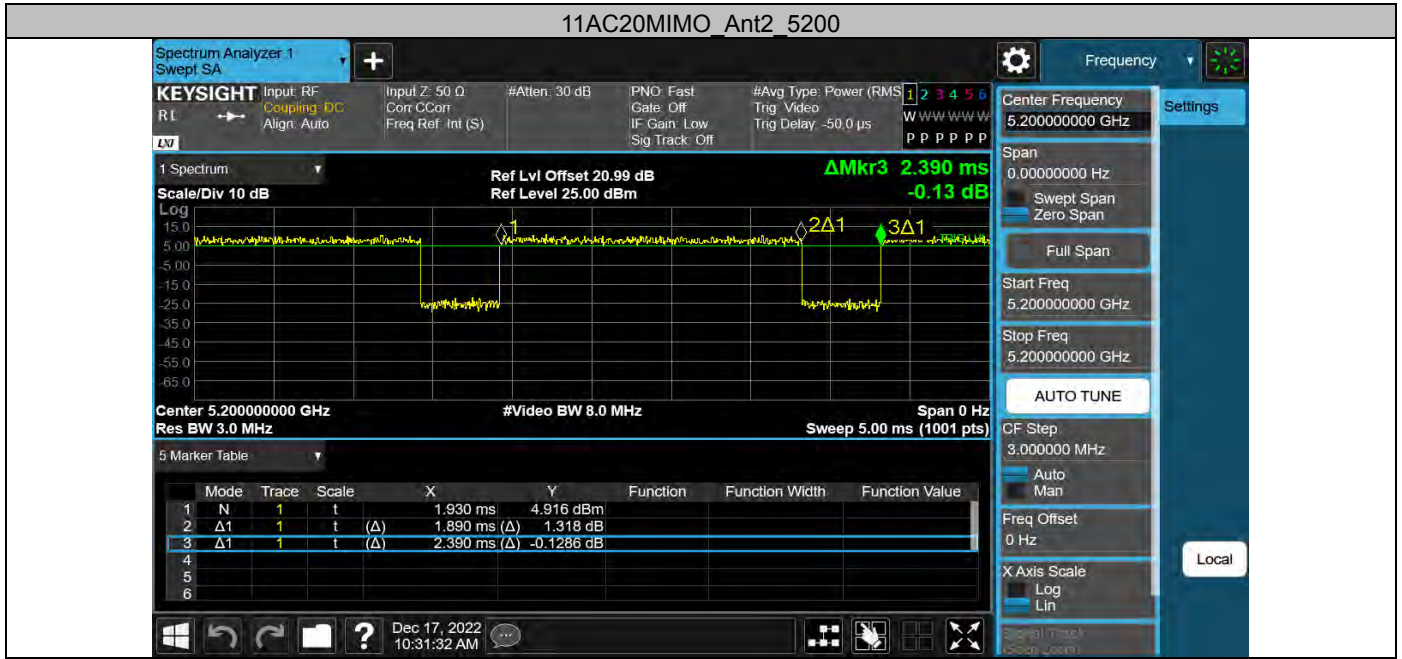 11AC20MIMO_Ant2_5200
Spectrum Analyzer 1
Swept SA
Frequency
KEYSIGHT
RL
LXI
Input: RF
Coupling: DC
Align: Auto
Input Z: 50 Ω
Corr CCorr
Freq Ref: Int (S)
#Atten: 30 dB
PNO: Fast
Gate: Off
IF Gain: Low
Sig Track: Off
#Avg Type: Power (RMS
Trig: Video
Trig Delay: -50.0 µs
1 2 3 4 5 6
W W W W W W
P P P P P P
Center Frequency
5.200000000 GHz
Settings
1 Spectrum
Scale/Div 10 dB
Ref Lvl Offset 20.99 dB
Ref Level 25.00 dBm
ΔMkr3 2.390 ms
-0.13 dB
Log
15.0
5.00
-5.00
-15.0
-25.0
-35.0
-45.0
-55.0
-65.0
1
2Δ1
3Δ1
Center 5.200000000 GHz
Res BW 3.0 MHz
#Video BW 8.0 MHz
Span 0 Hz
Sweep 5.00 ms (1001 pts)
Span
0.00000000 Hz
Swept Span
Zero Span
Full Span
Start Freq
5.200000000 GHz
Stop Freq
5.200000000 GHz
AUTO TUNE
CF Step
3.000000 MHz
Auto
Man
Freq Offset
0 Hz
X Axis Scale
Log
Lin
Local
5 Marker Table
Mode Trace Scale X Y Function Function Width Function Value
1 N 1 t 1.930 ms 4.916 dBm
2 Δ1 1 t (Δ) 1.890 ms (Δ) 1.318 dB
3 Δ1 1 t (Δ) 2.390 ms (Δ) -0.1286 dB
4
5
6
?
Dec 17, 2022
10:31:32 AM